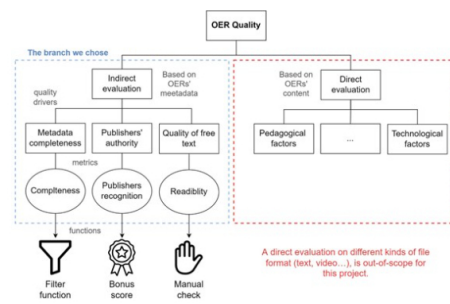 OER Quality
The branch we chose
Indirect
evaluation
Based on
OERs'
meetadata
Based on
OERs'
content
Direct
evaluation
quality
drivers
Metadata
completeness
Publishers'
authority
Quality of free
text
Pedagogical
factors
...
Technological
factors
metrics
Complteness
Publishers
recognition
Readiblity
functions
Filter
function
Bonus
score
Manual
check
A direct evaluation on different kinds of file
format (text, video...), is out-of-scope for
this project.